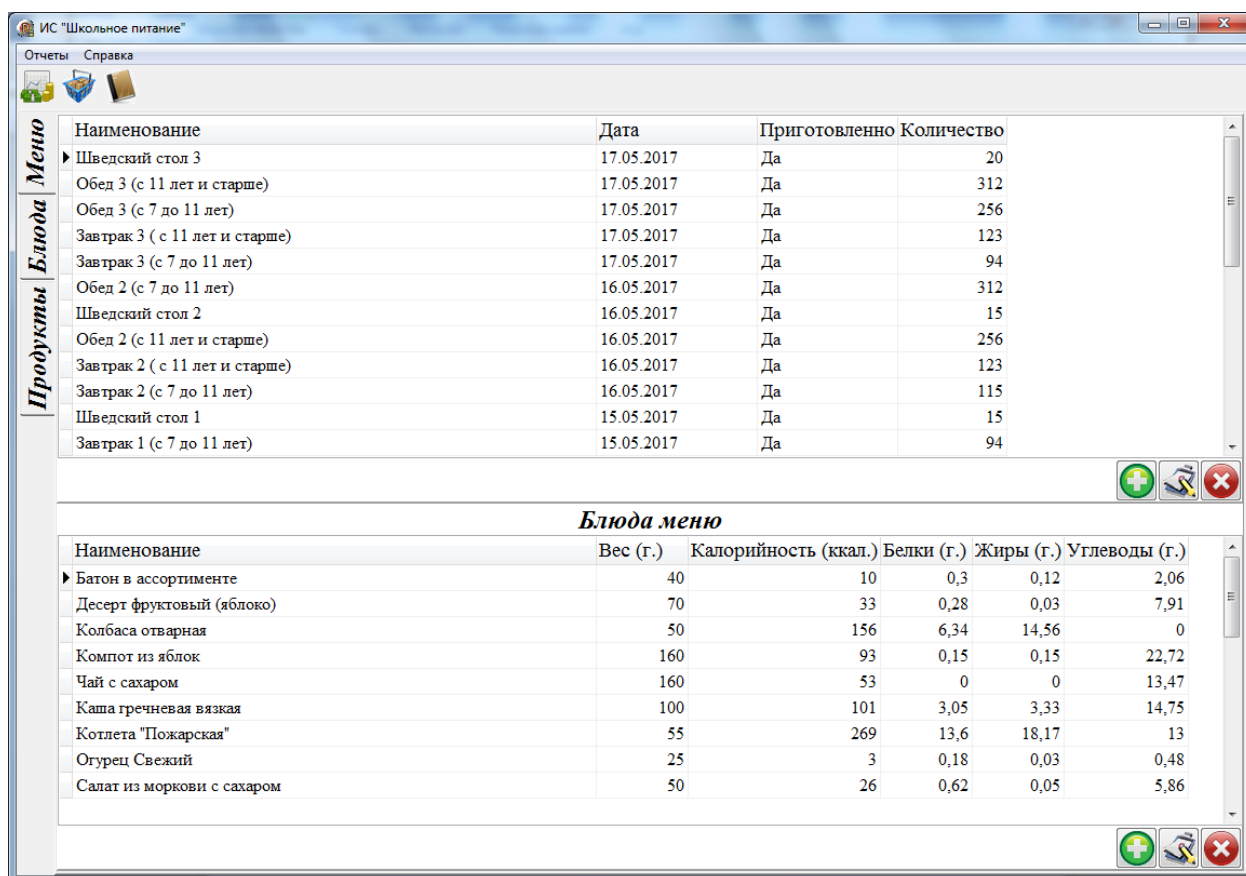 ИС "Школьное питание"
Отчеты Справка
Меню
Блюда
Продукты
Наименование Дата Приготовленно Количество
Шведский стол 3 17.05.2017 Да 20
Обед 3 (с 11 лет и старше) 17.05.2017 Да 312
Обед 3 (с 7 до 11 лет) 17.05.2017 Да 256
Завтрак 3 ( с 11 лет и старше) 17.05.2017 Да 123
Завтрак 3 (с 7 до 11 лет) 17.05.2017 Да 94
Обед 2 (с 7 до 11 лет) 16.05.2017 Да 312
Шведский стол 2 16.05.2017 Да 15
Обед 2 (с 11 лет и старше) 16.05.2017 Да 256
Завтрак 2 ( с 11 лет и старше) 16.05.2017 Да 123
Завтрак 2 (с 7 до 11 лет) 16.05.2017 Да 115
Шведский стол 1 15.05.2017 Да 15
Завтрак 1 (с 7 до 11 лет) 15.05.2017 Да 94
Блюда меню
Наименование Вес (г.) Калорийность (ккал.) Белки (г.) Жиры (г.) Углеводы (г.)
Батон в ассортименте 40 10 0,3 0,12 2,06
Десерт фруктовый (яблоко) 70 33 0,28 0,03 7,91
Колбаса отварная 50 156 6,34 14,56 0
Компот из яблок 160 93 0,15 0,15 22,72
Чай с сахаром 160 53 0 0 13,47
Каша гречневая вязкая 100 101 3,05 3,33 14,75
Котлета "Пожарская" 55 269 13,6 18,17 13
Огурец Свежий 25 3 0,18 0,03 0,48
Салат из моркови с сахаром 50 26 0,62 0,05 5,86